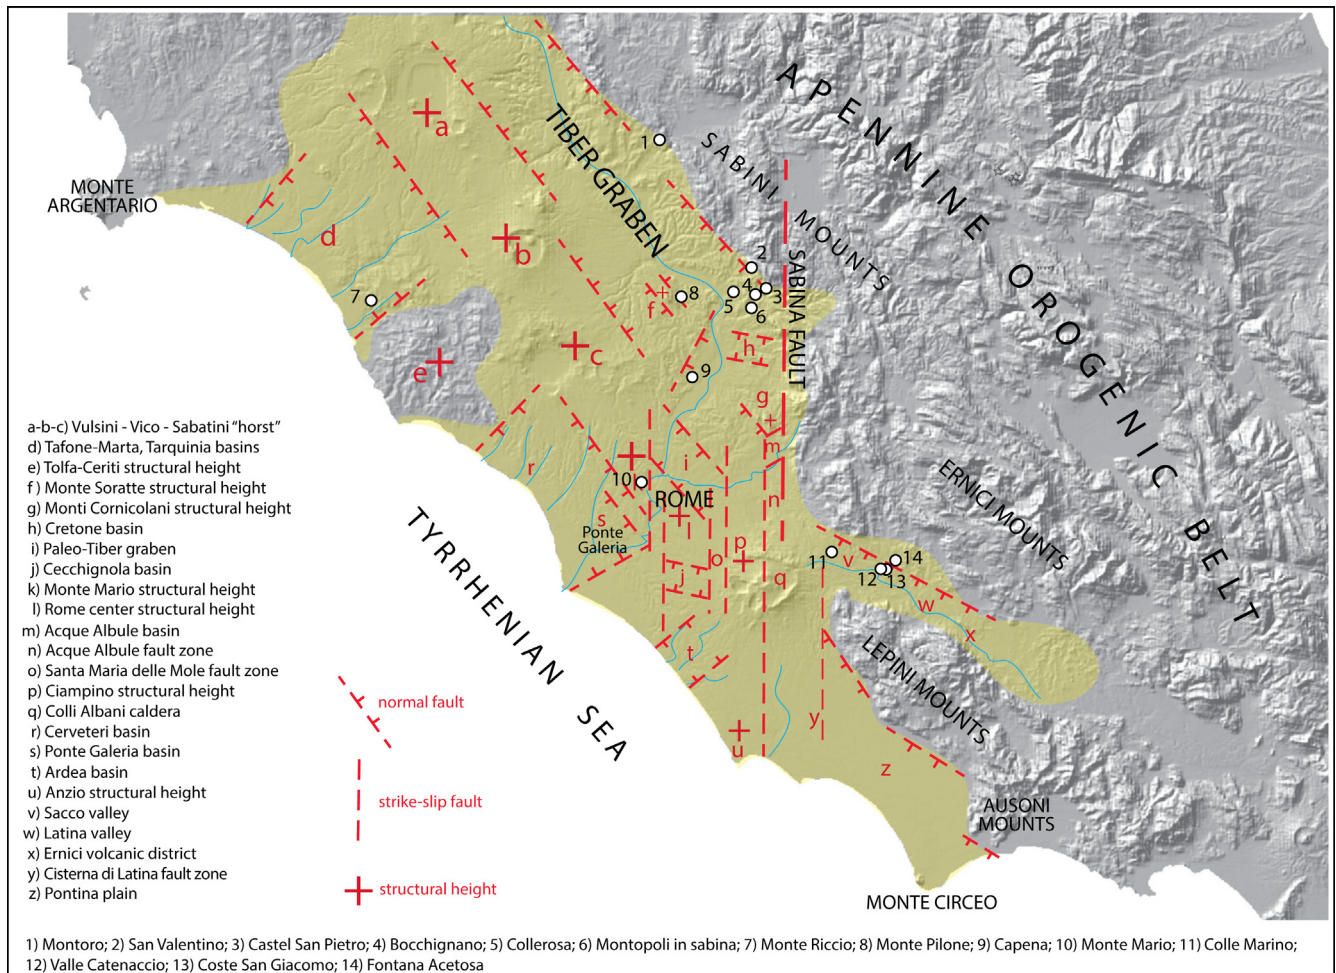 APENNINE OROGENIC BELT
SABINI MOUNTS
TIBER GRABEN
SABINA FAULT
MONTE
ARGENTARIO
1
a
d
b
2
4
3
5
6
7
8
f
c
h
e
9
g
m
i
r
10
ROME
n
s
Ponte
Galeria
l
p
o
j
q
11
v
14
12
13
w
x
t
y
u
z
ERNICI MOUNTS
LEPINI MOUNTS
AUSONI
MOUNTS
MONTE CIRCEO
TYRRHENIAN SEA
a-b-c) Vulsini - Vico - Sabatini “horst”
d) Tafone-Marta, Tarquinia basins
e) Tolfa-Ceriti structural height
f) Monte Soratte structural height
g) Monti Cornicolani structural height
h) Cretone basin
i) Paleo-Tiber graben
j) Cecchignola basin
k) Monte Mario structural height
l) Rome center structural height
m) Acque Albule basin
n) Acque Albule fault zone
o) Santa Maria delle Mole fault zone
p) Ciampino structural height
q) Colli Albani caldera
r) Cerveteri basin
s) Ponte Galeria basin
t) Ardea basin
u) Anzio structural height
v) Sacco valley
w) Latina valley
x) Ernici volcanic district
y) Cisterna di Latina fault zone
z) Pontina plain
normal fault
strike-slip fault
structural height
1) Montoro; 2) San Valentino; 3) Castel San Pietro; 4) Bocchignano; 5) Collerosa; 6) Montopoli in sabina; 7) Monte Riccio; 8) Monte Pilone; 9) Capena; 10) Monte Mario; 11) Colle Marino;
12) Valle Catenaccio; 13) Coste San Giacomo; 14) Fontana Acetosa